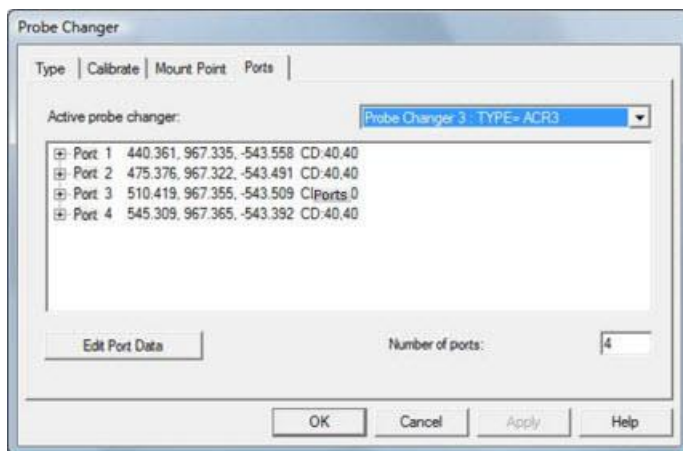 Probe Changer
Type Calibrate Mount Point Ports
Active probe changer: Probe Changer 3 : TYPE= ACR3
Port 1 440.361, 967.335, -543.558 CD:40,40
Port 2 475.376, 967.322, -543.491 CD:40,40
Port 3 510.419, 967.355, -543.509 Ports 0
Port 4 545.309, 967.365, -543.392 CD:40,40
Edit Port Data Number of ports: 4
OK Cancel Apply Help